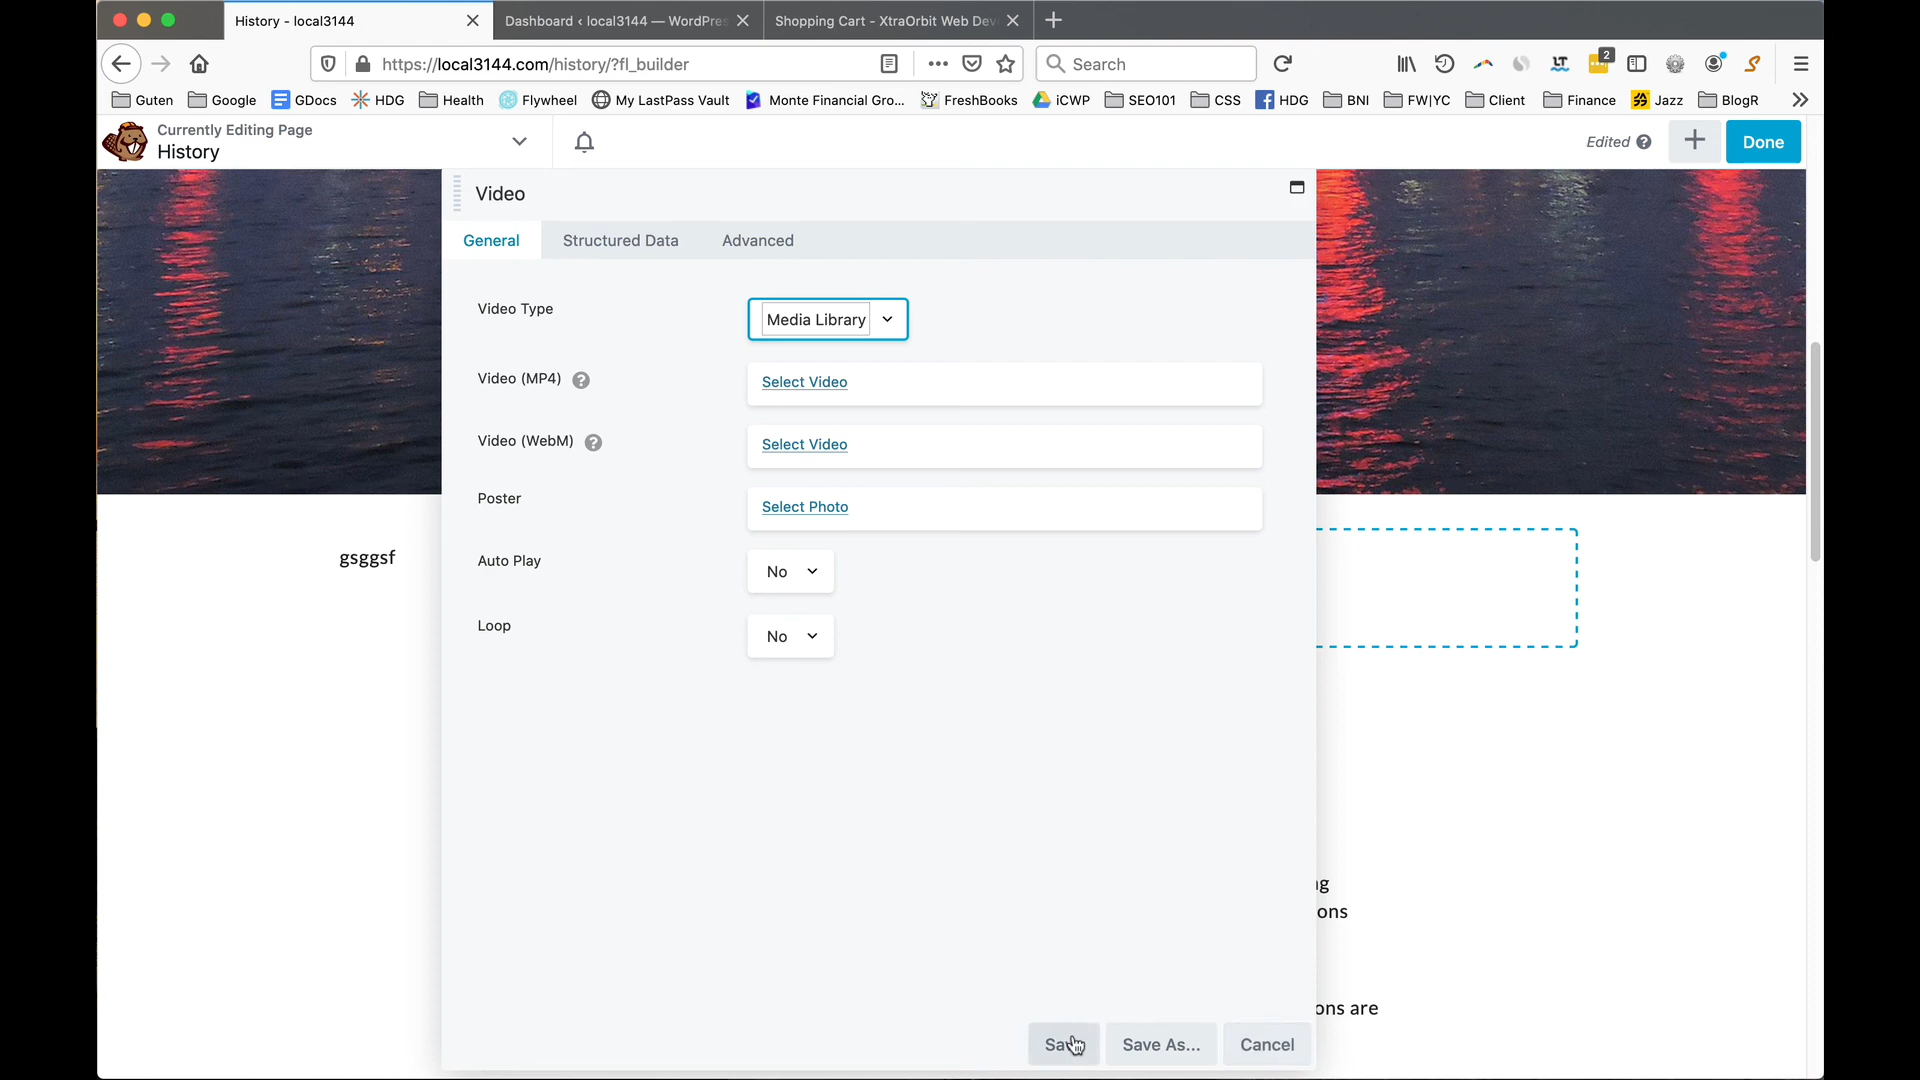 History - local3144
Dashboard ‹ local3144 — WordPres
Shopping Cart - XtraOrbit Web Dev
https://local3144.com/history/?fl_builder
Search
2
Guten
Google
GDocs
HDG
Health
Flywheel
My LastPass Vault
Monte Financial Gro...
FreshBooks
iCWP
SEO101
CSS
HDG
BNI
FW|YC
Client
Finance
Jazz
BlogR
Currently Editing Page
History
Edited
Done
Video
General
Structured Data
Advanced
Video Type
Media Library
Video (MP4)
Select Video
Video (WebM)
Select Video
Poster
Select Photo
Auto Play
No
Loop
No
gsggsf
ons
ons are
Save As...
Cancel